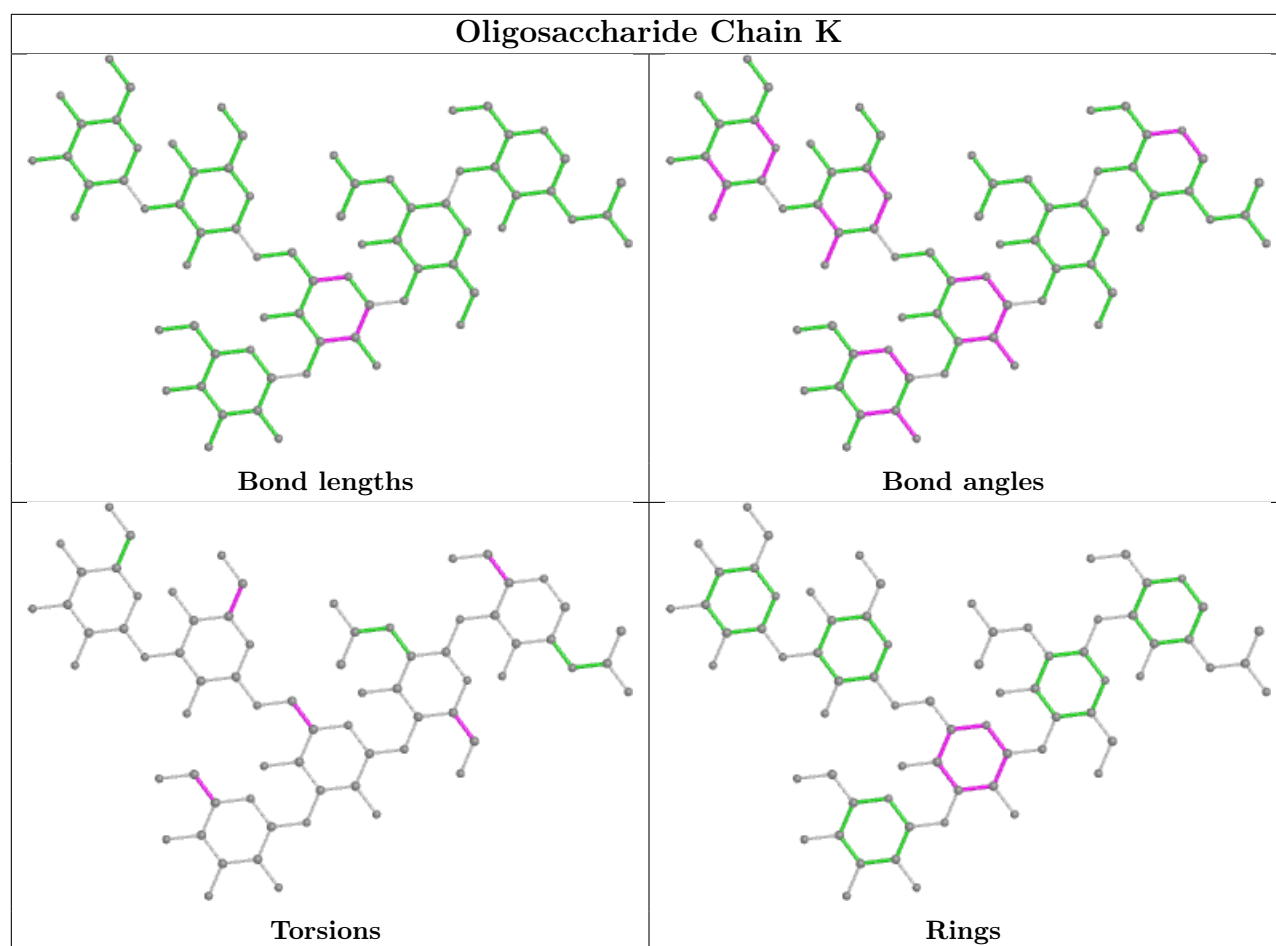 Oligosaccharide Chain K
Bond lengths
Bond angles
Torsions
Rings